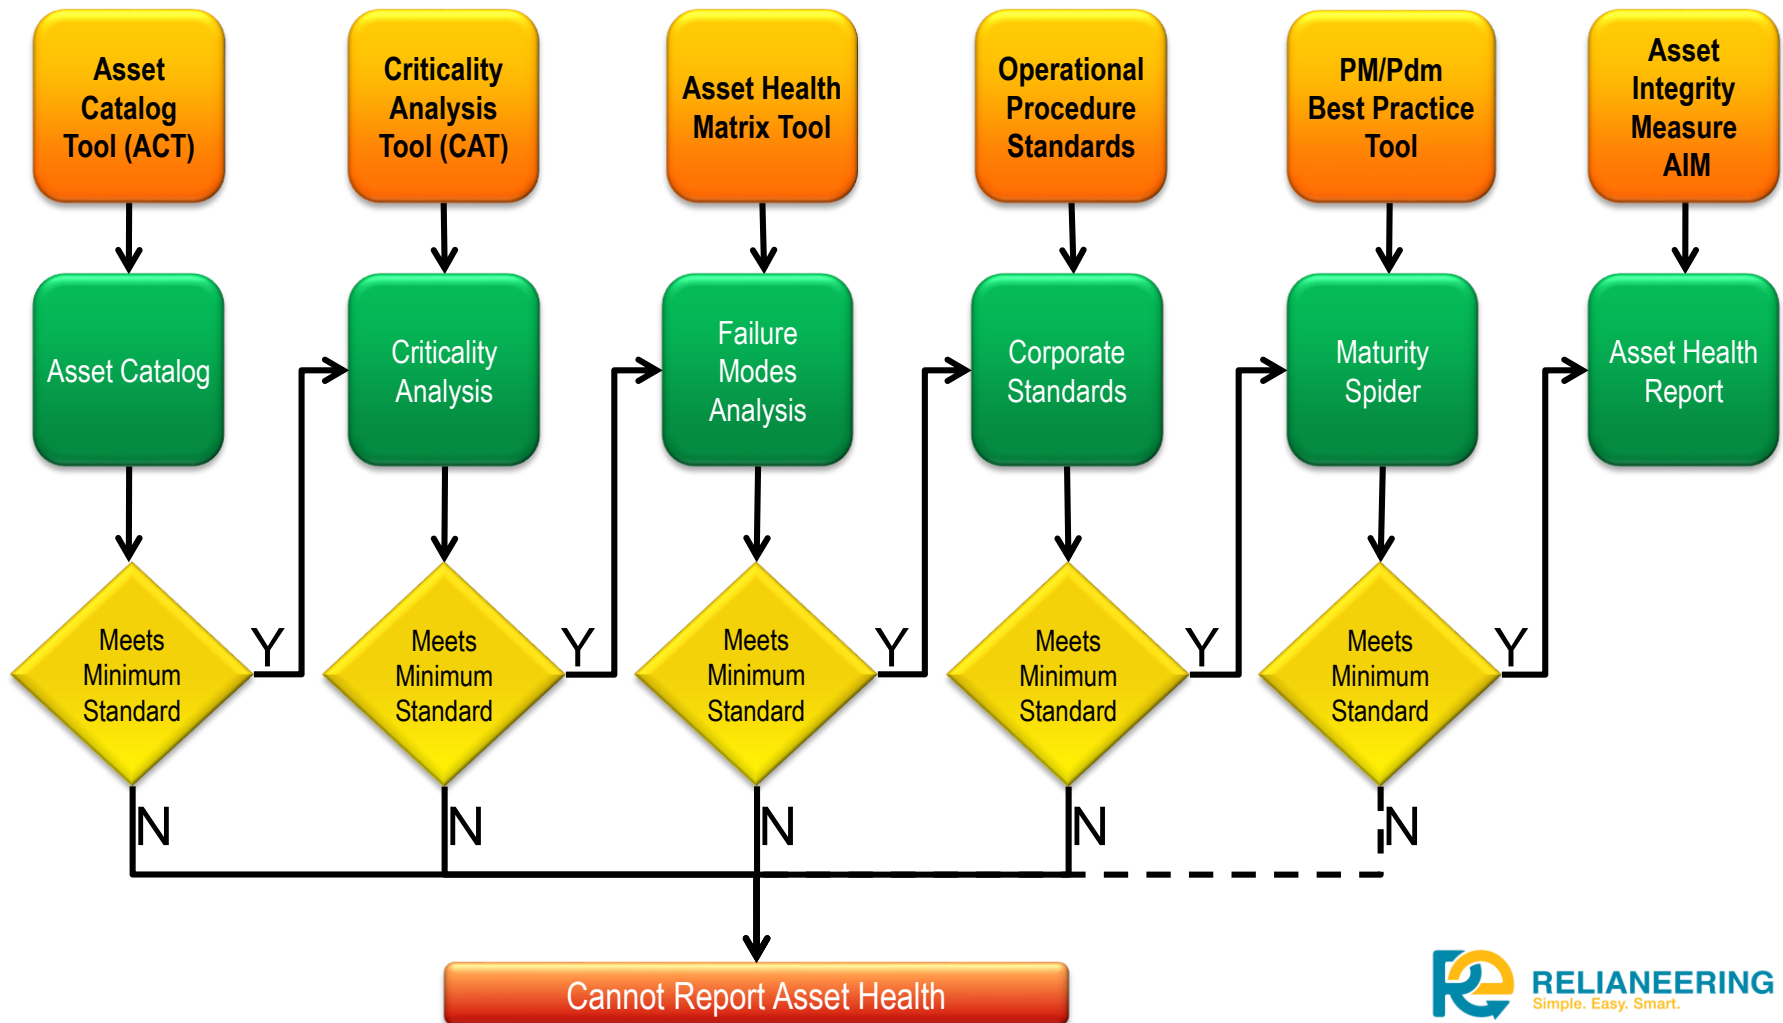 Asset
Catalog
Tool (ACT)
Criticality
Analysis
Tool (CAT)
Asset Health
Matrix Tool
Operational
Procedure
Standards
PM/Pdm
Best Practice
Tool
Asset
Integrity
Measure
AIM
Asset Catalog
Criticality
Analysis
Failure
Modes
Analysis
Corporate
Standards
Maturity
Spider
Asset Health
Report
Meets
Minimum
Standard
Y
Meets
Minimum
Standard
Y
Meets
Minimum
Standard
Y
Meets
Minimum
Standard
Y
Meets
Minimum
Standard
Y
N
N
N
N
N
Cannot Report Asset Health
Re
RELIANEERING
Simple. Easy. Smart.